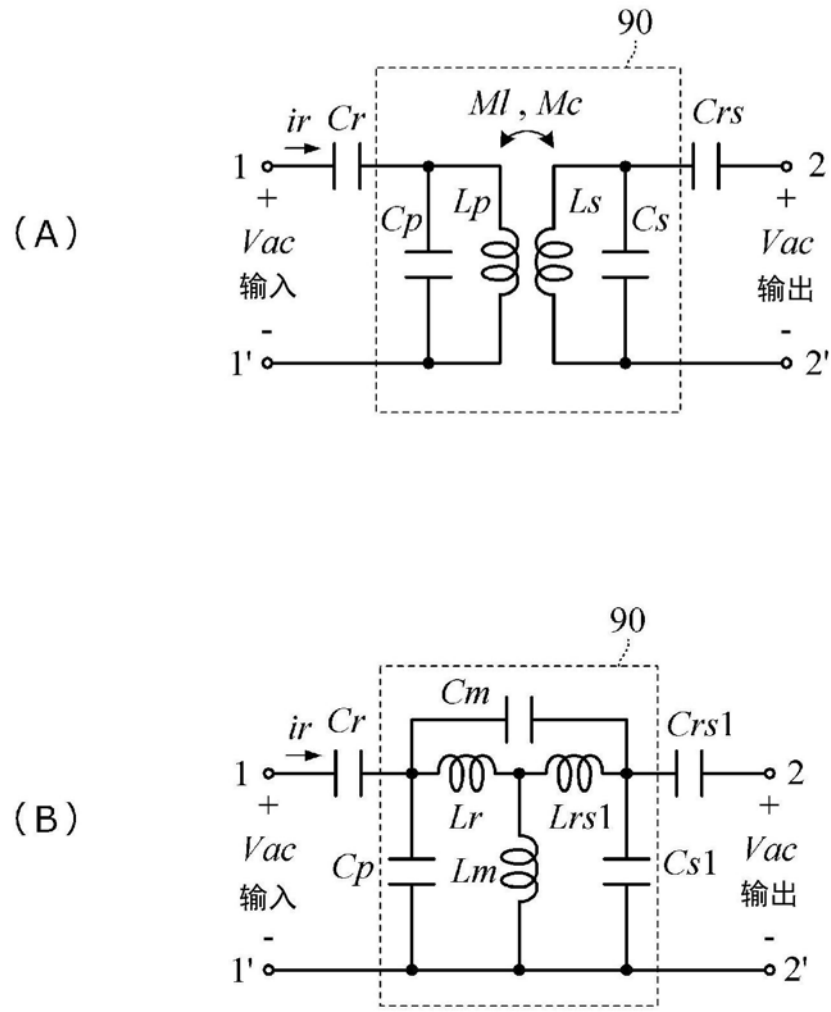 90
Ml , Mc
ir Cr Crs
1 2
+ Cp Lp Ls Cs +
(A)
Vac Vac
输入 输出
- -
1' 2'
90
Cm
ir Cr Crs1
1 2
+ Lr Lrs1 +
(B)
Vac Cp Lm Cs1 Vac
输入 输出
- -
1' 2'